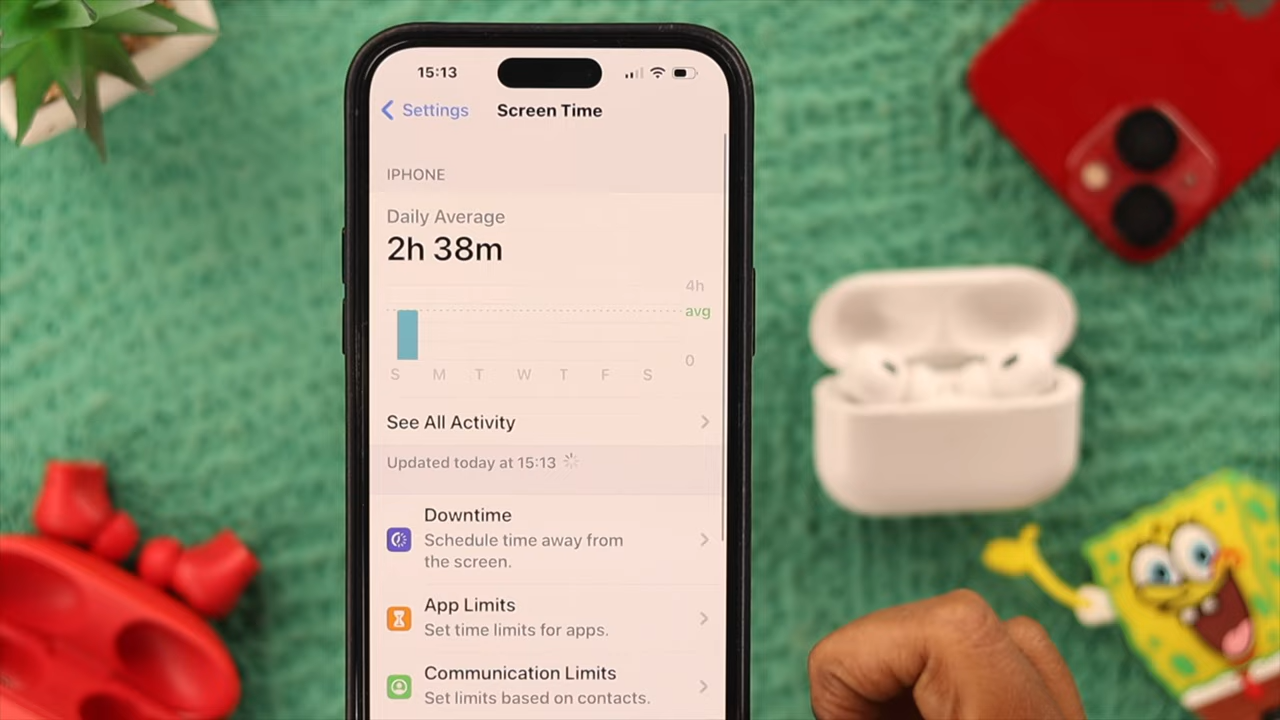 15:13
Settings
Screen Time
IPHONE
Daily Average
2h 38m
4h
avg
0
S M T W T F S
See All Activity
Updated today at 15:13
Downtime
Schedule time away from
the screen.
App Limits
Set time limits for apps.
Communication Limits
Set limits based on contacts.